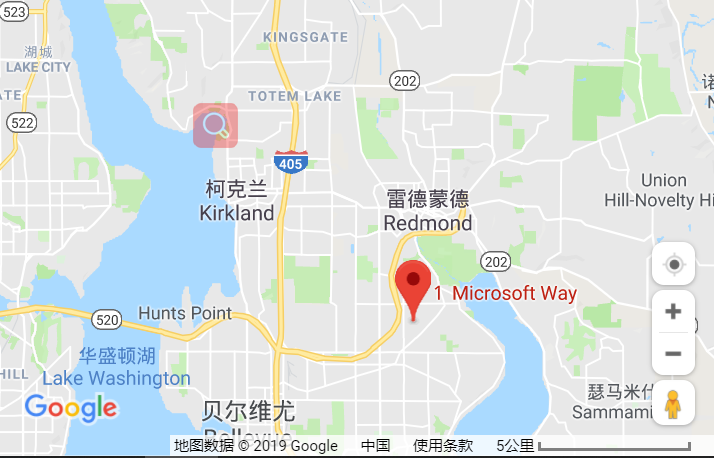 523
KINGSGATE
湖城
LAKE CITY
202
TOTEM LAKE
522
405
柯克兰
Kirkland
雷德蒙德
Redmond
Union
Hill-Novelty Hi
202
1 Microsoft Way
520
Hunts Point
华盛顿湖
Lake Washington
HILL
瑟马米
Sammami
贝尔维尤
Bellevue
Google
地图数据 © 2019 Google 中国 使用条款 5公里